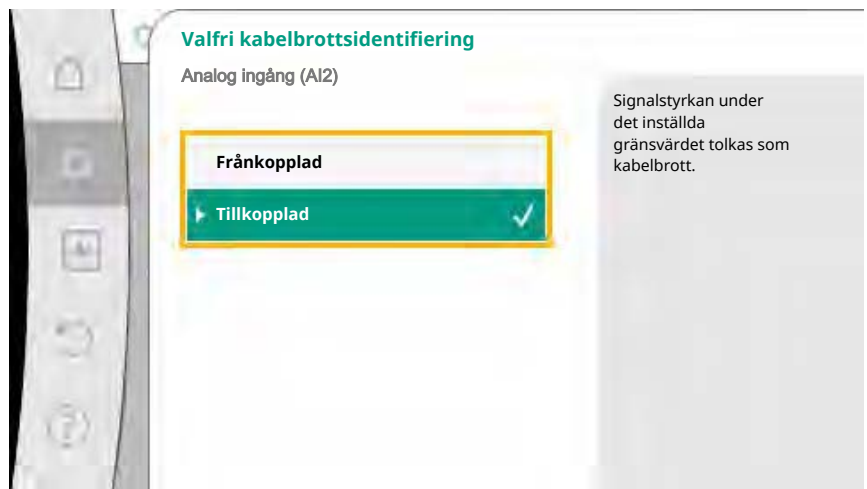 Valfri kabelbrottsidentifiering
Analog ingång (AI2)
Frånkopplad
Tillkopplad
Signalstyrkan under
det inställda
gränsvärdet tolkas som
kabelbrott.